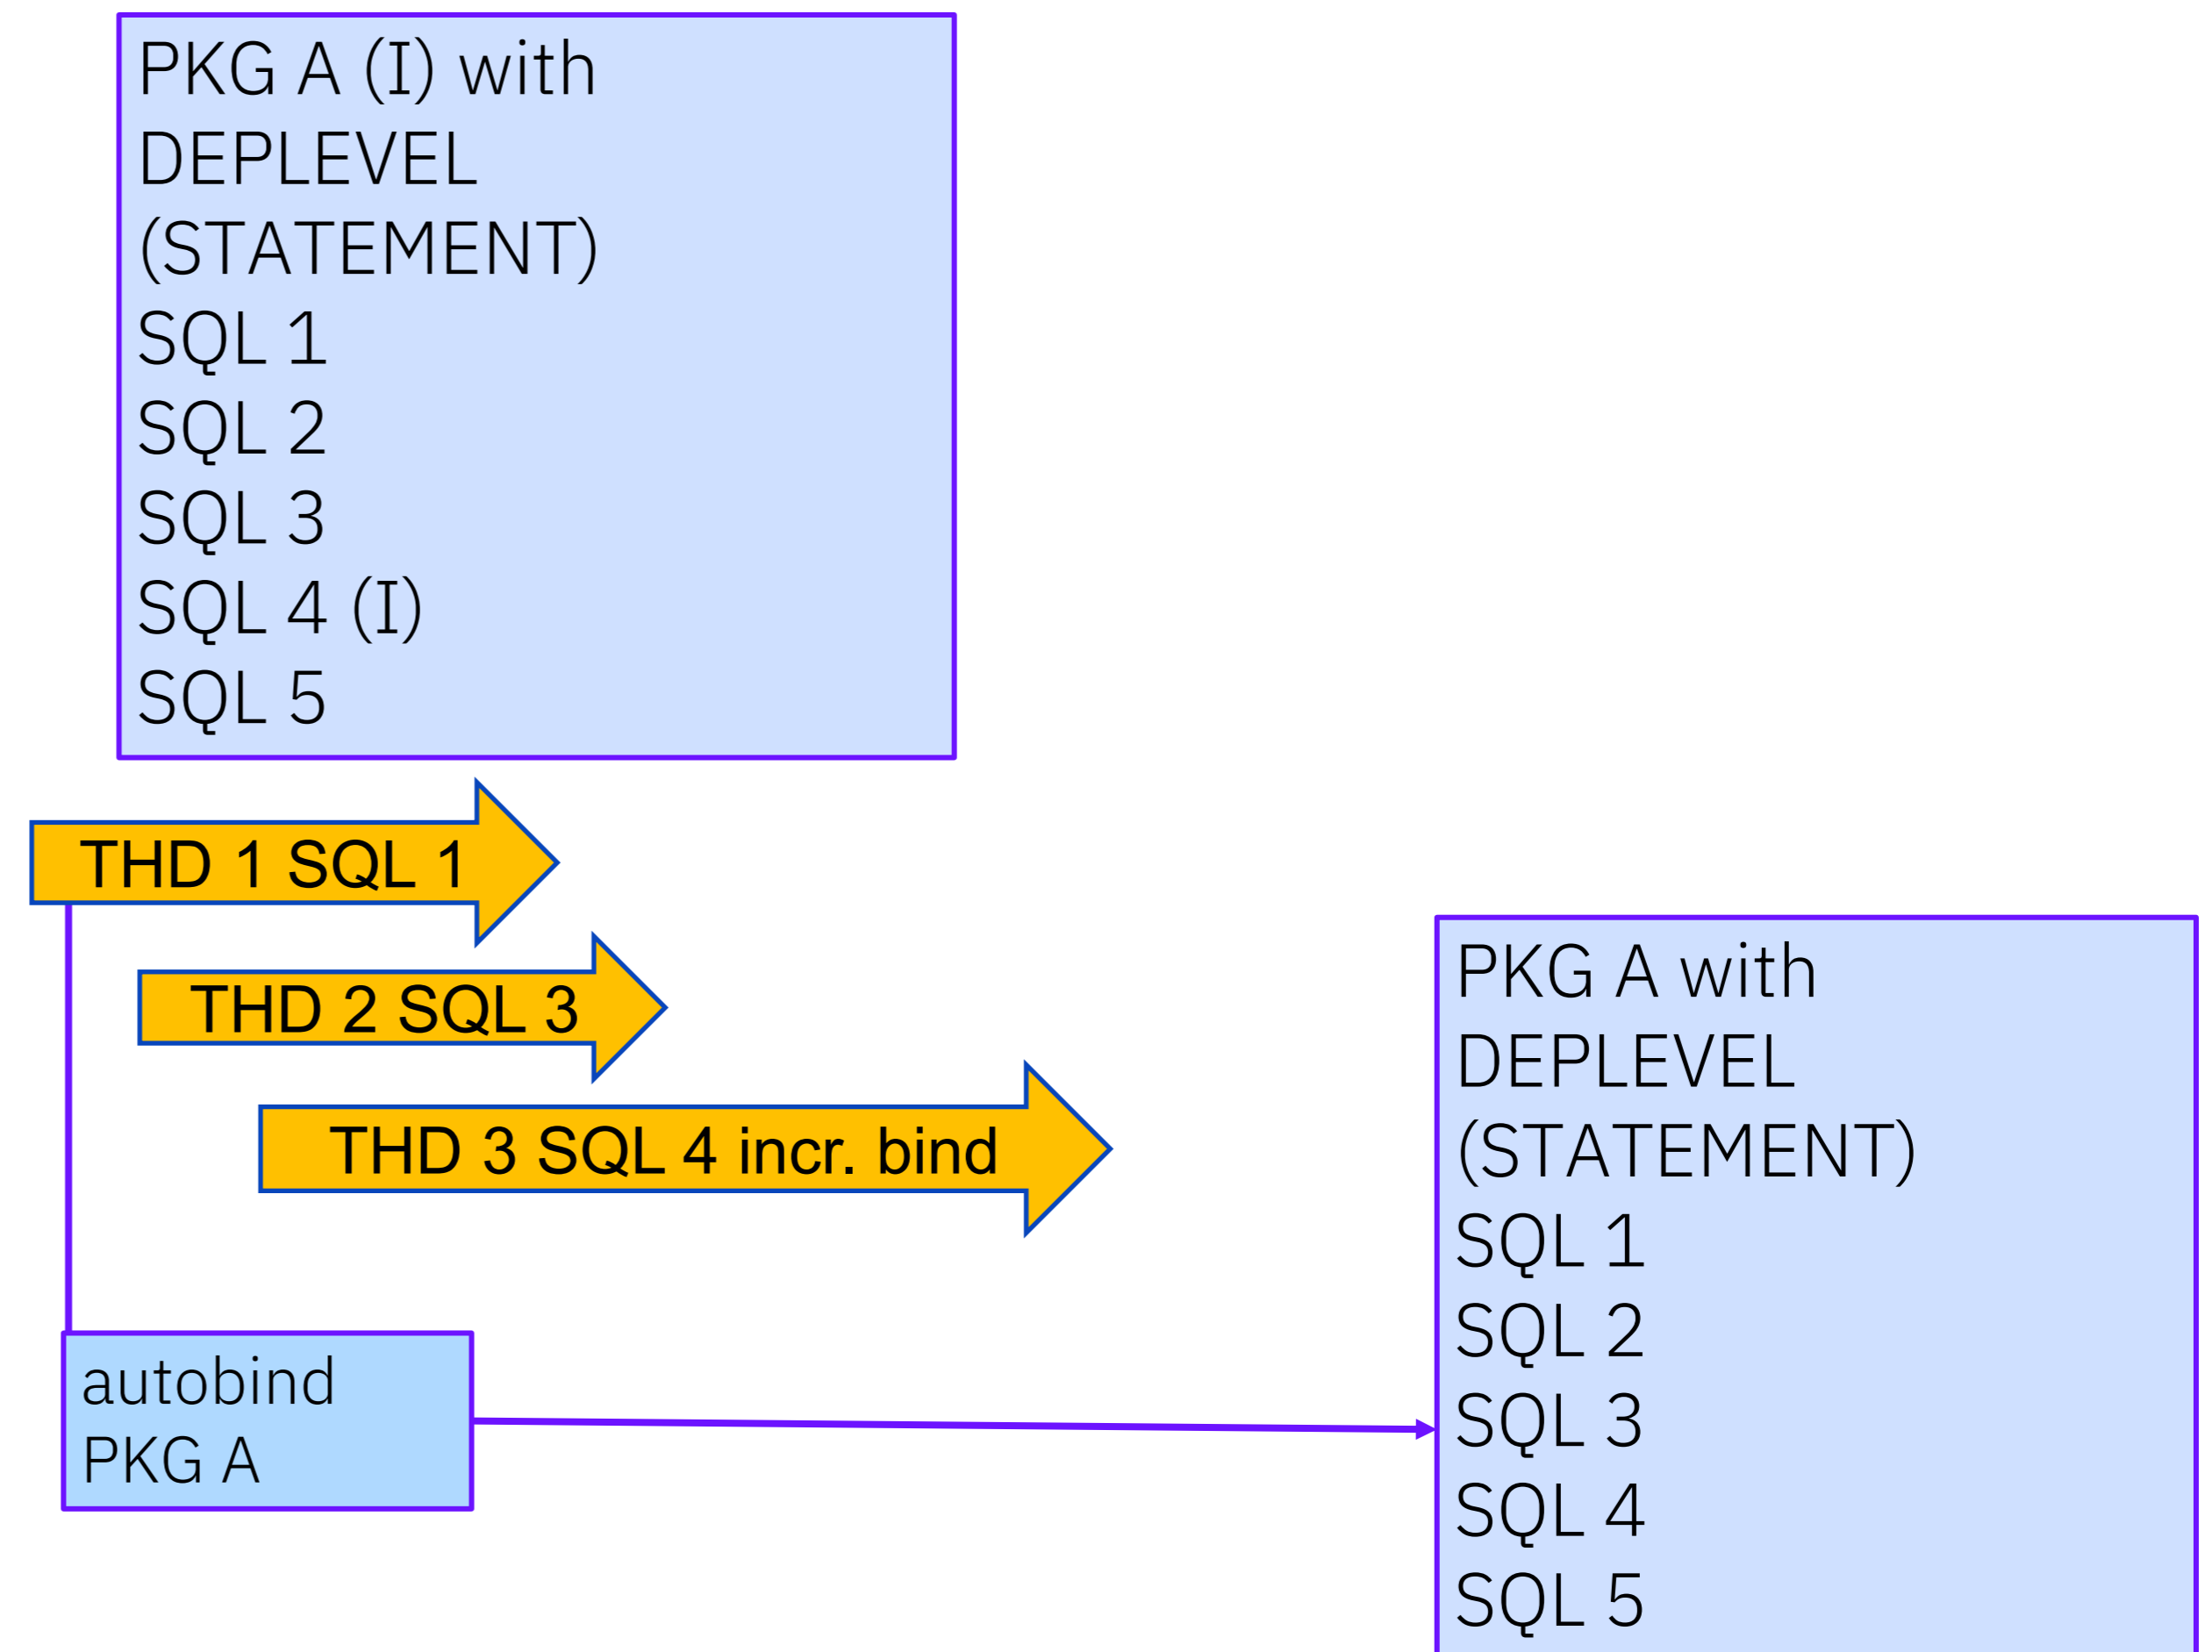 PKG A (I) with
DEPLEVEL
(STATEMENT)
SQL 1
SQL 2
SQL 3
SQL 4 (I)
SQL 5
THD 1 SQL 1
THD 2 SQL 3
THD 3 SQL 4 incr. bind
autobind
PKG A
PKG A with
DEPLEVEL
(STATEMENT)
SQL 1
SQL 2
SQL 3
SQL 4
SQL 5